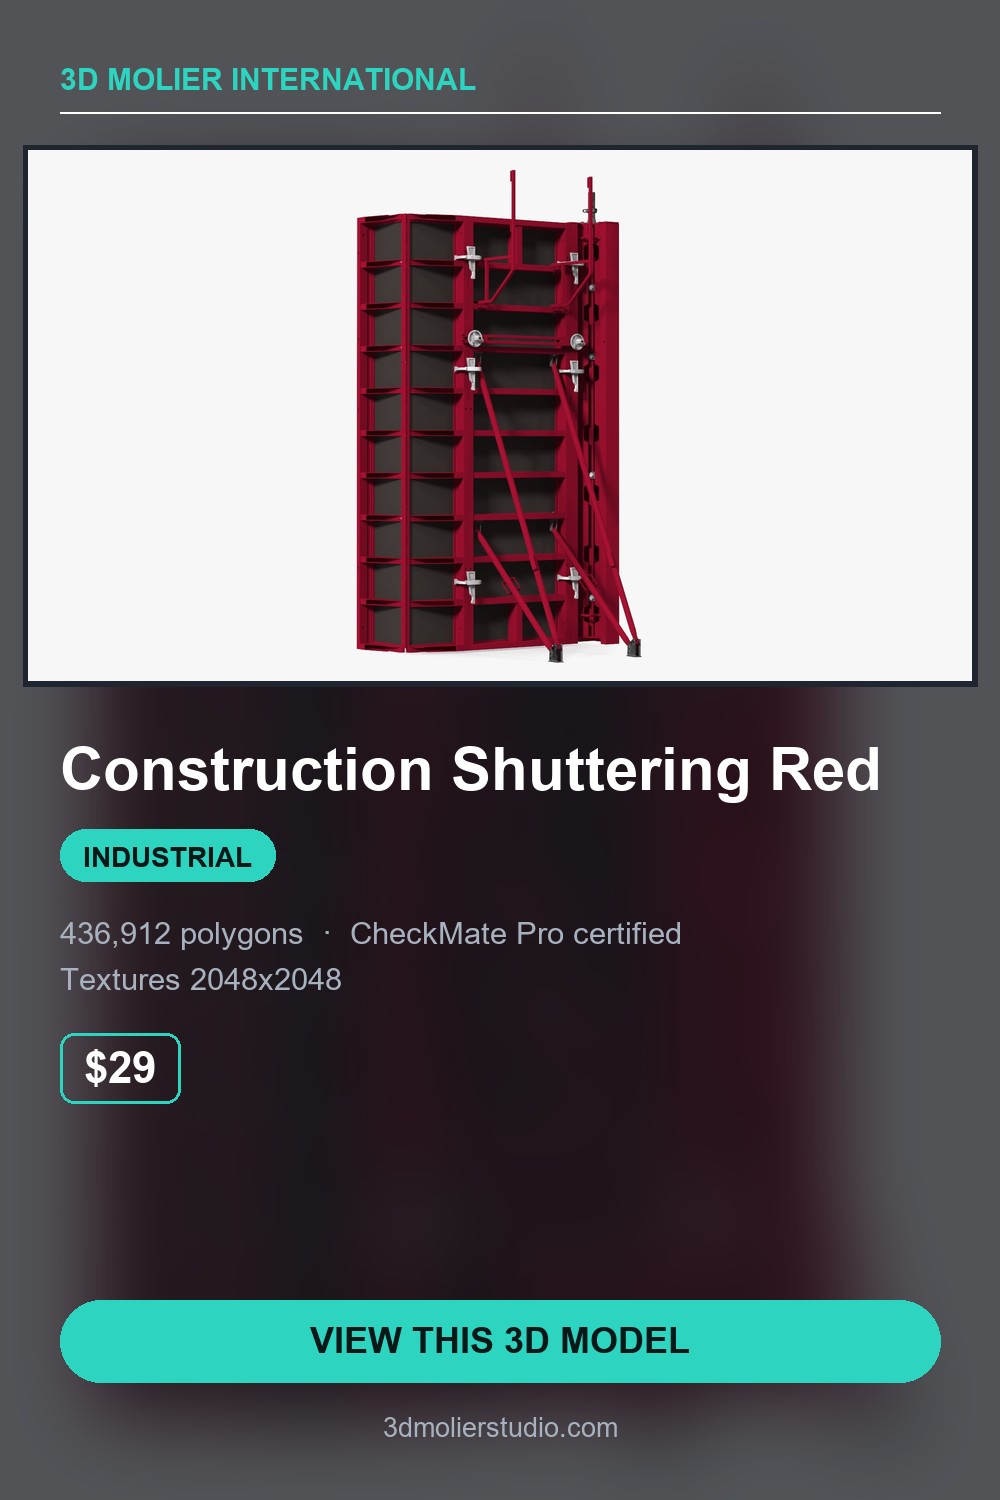 3D MOLIER INTERNATIONAL
Construction Shuttering Red
INDUSTRIAL
436,912 polygons · CheckMate Pro certified
Textures 2048x2048
$29
VIEW THIS 3D MODEL
3dmolierstudio.com